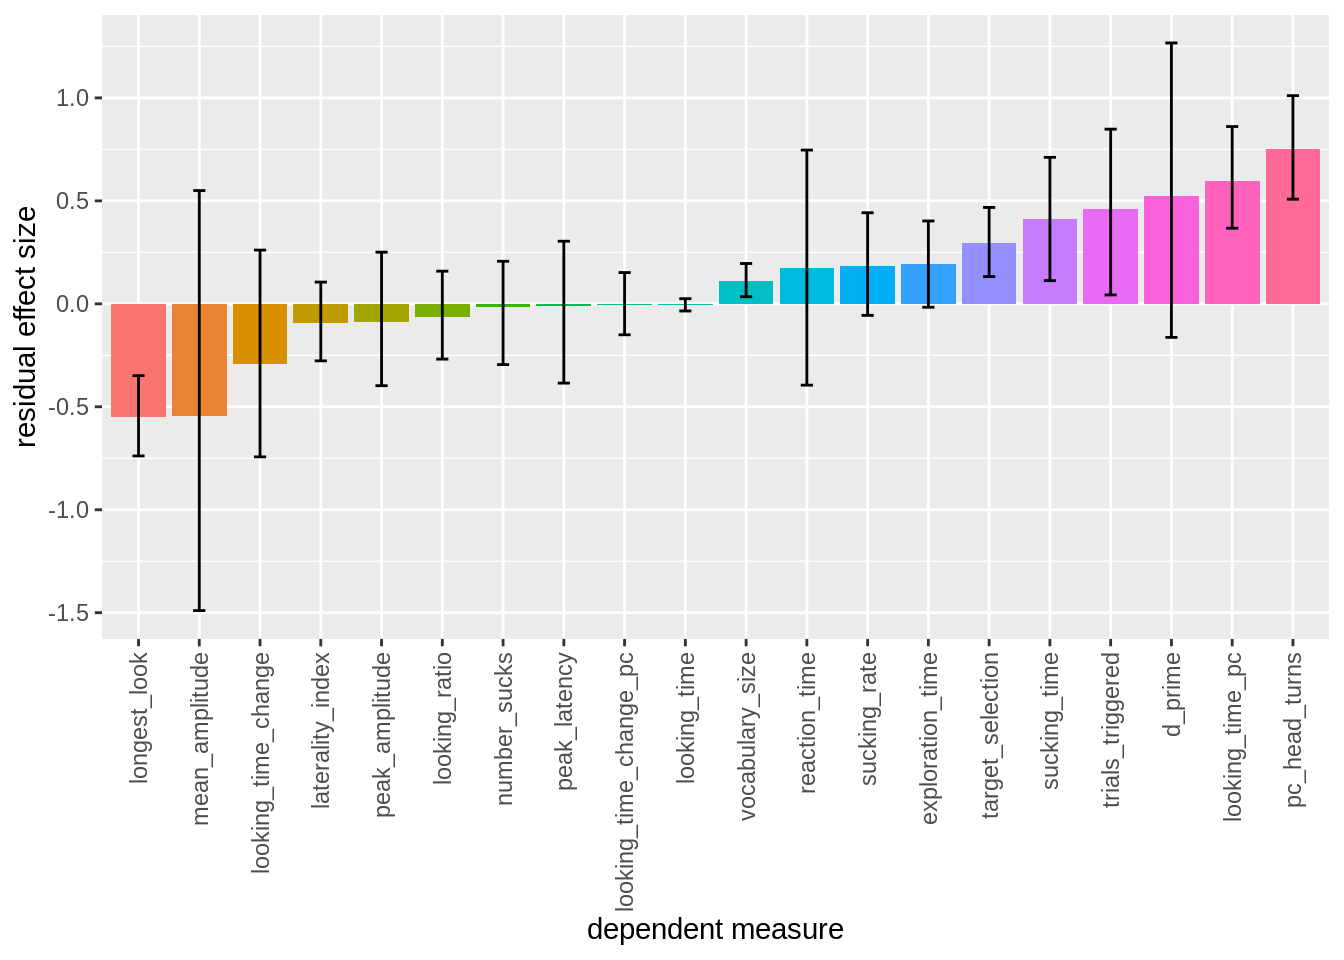 residual effect size
1.0
0.5
0.0
-0.5
-1.0
-1.5
longest_look
mean_amplitude
looking_time_change
laterality_index
peak_amplitude
looking_ratio
number_sucks
peak_latency
looking_time_change_pc
looking_time
vocabulary_size
reaction_time
sucking_rate
exploration_time
target_selection
sucking_time
trials_triggered
d_prime
looking_time_pc
pc_head_turns
dependent measure